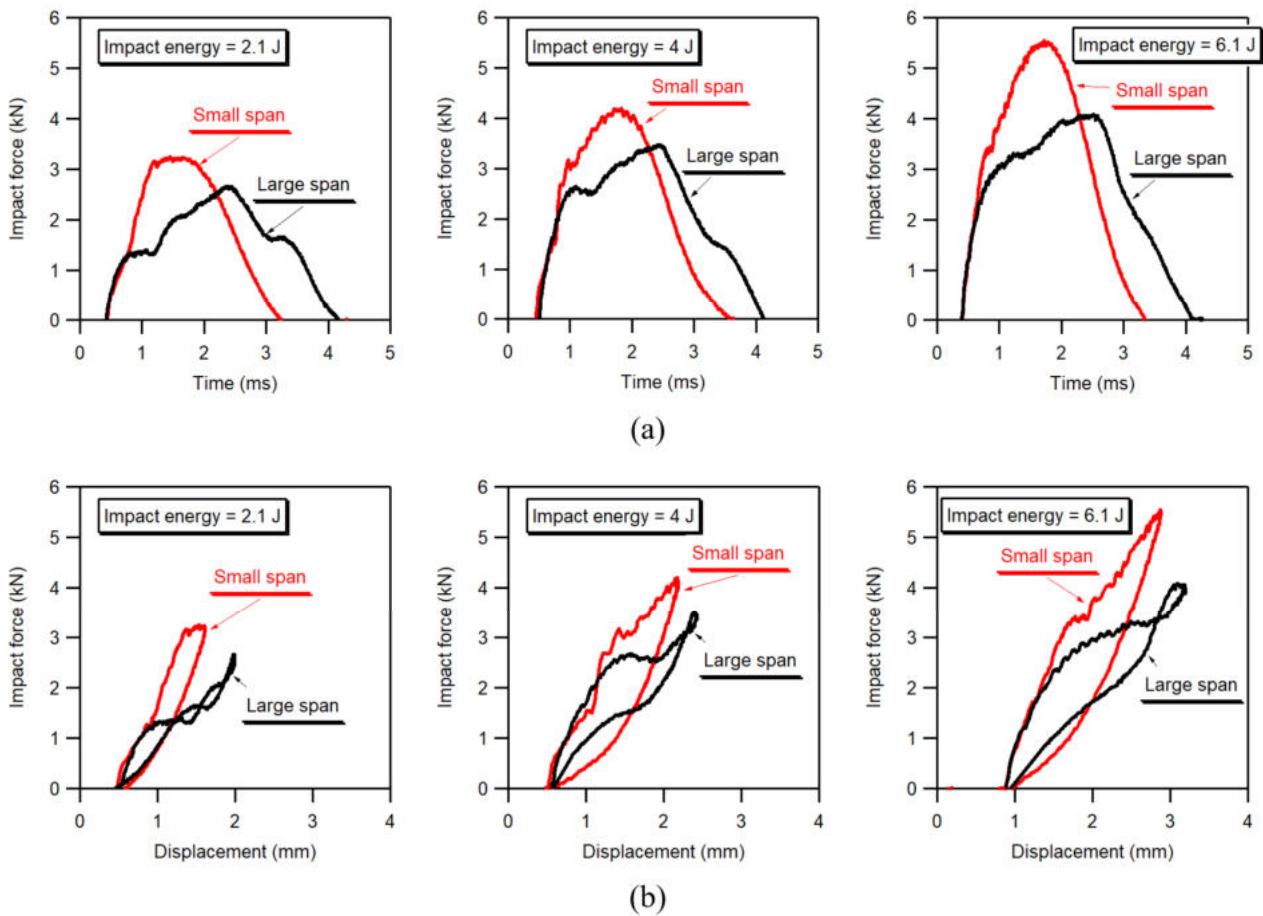 Impact energy = 2.1 J
Small span
Large span
Impact force (kN)
6
5
4
3
2
1
0
0 1 2 3 4 5
Time (ms)
Impact energy = 4 J
Small span
Large span
Impact force (kN)
6
5
4
3
2
1
0
0 1 2 3 4 5
Time (ms)
Impact energy = 6.1 J
Small span
Large span
Impact force (kN)
6
5
4
3
2
1
0
0 1 2 3 4 5
Time (ms)
(a)
Impact energy = 2.1 J
Small span
Large span
Impact force (kN)
6
5
4
3
2
1
0
0 1 2 3 4
Displacement (mm)
Impact energy = 4 J
Small span
Large span
Impact force (kN)
6
5
4
3
2
1
0
0 1 2 3 4
Displacement (mm)
Impact energy = 6.1 J
Small span
Large span
Impact force (kN)
6
5
4
3
2
1
0
0 1 2 3 4
Displacement (mm)
(b)